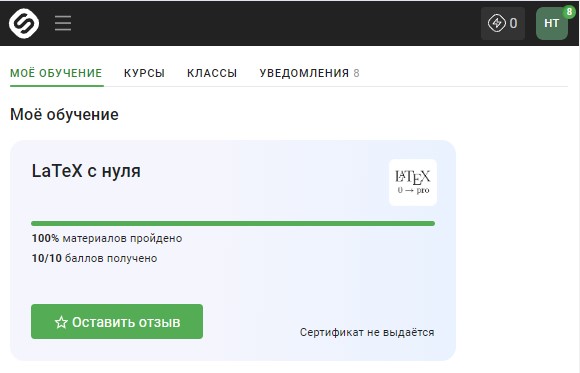 0
НТ
8
МОЁ ОБУЧЕНИЕ КУРСЫ КЛАССЫ УВЕДОМЛЕНИЯ 8
Моё обучение
LaTeX с нуля
LATEX
0 → pro
100% материалов пройдено
10/10 баллов получено
Оставить отзыв
Сертификат не выдаётся